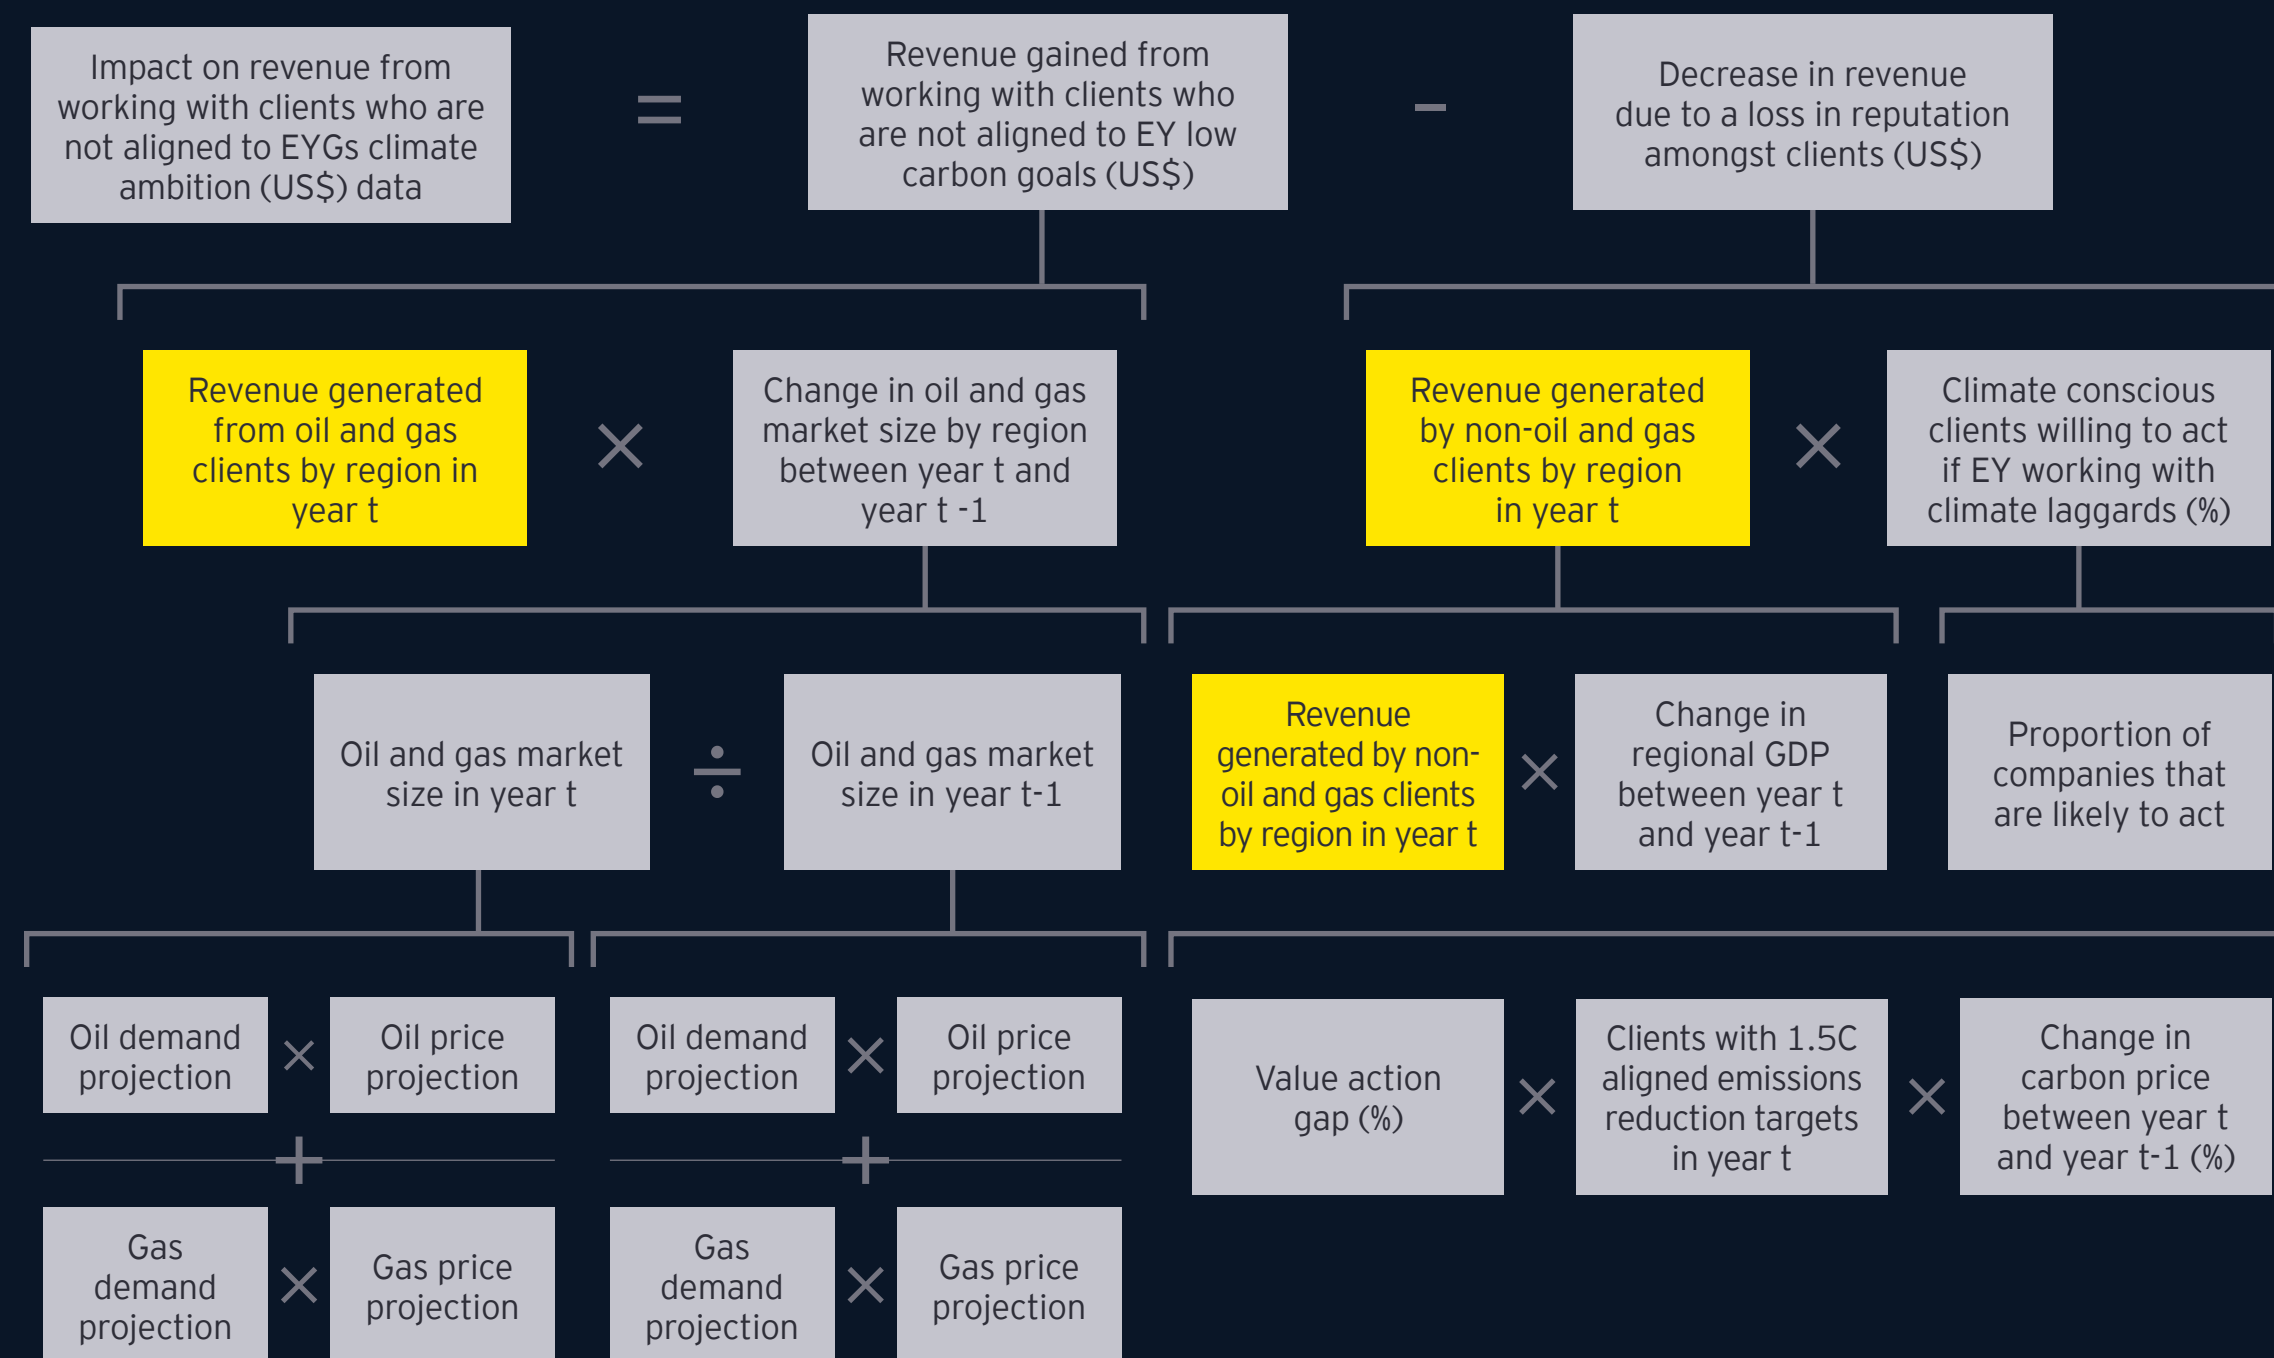 Impact on revenue from
working with clients who are
not aligned to EYGs climate
ambition (US$) data
=
Revenue gained from
working with clients who
are not aligned to EY low
carbon goals (US$)
-
Decrease in revenue
due to a loss in reputation
amongst clients (US$)
Revenue generated
from oil and gas
clients by region in
year t
×
Change in oil and gas
market size by region
between year t and
year t -1
Revenue generated
by non-oil and gas
clients by region
in year t
×
Climate conscious
clients willing to act
if EY working with
climate laggards (%)
Oil and gas market
size in year t
÷
Oil and gas market
size in year t-1
Revenue
generated by non-
oil and gas clients
by region in year t
×
Change in
regional GDP
between year t
and year t-1
Proportion of
companies that
are likely to act
Oil demand
projection
×
Oil price
projection
+
Gas
demand
projection
×
Gas price
projection
Oil demand
projection
×
Oil price
projection
+
Gas
demand
projection
×
Gas price
projection
Value action
gap (%)
×
Clients with 1.5C
aligned emissions
reduction targets
in year t
×
Change in
carbon price
between year t
and year t-1 (%)